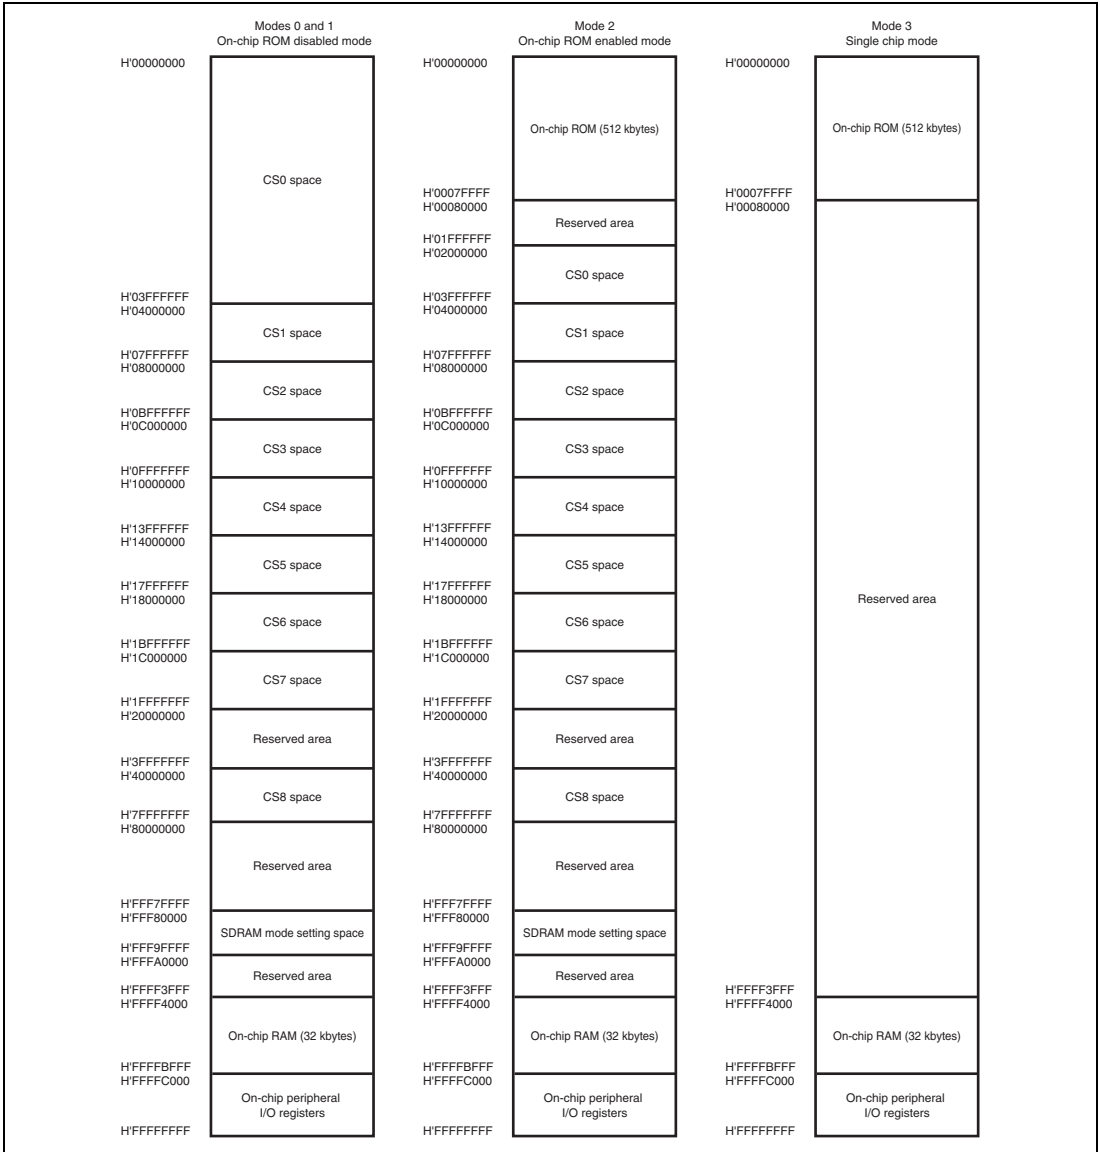 Modes 0 and 1
On-chip ROM disabled mode
H'00000000
CS0 space
H'03FFFFFF
H'04000000
CS1 space
H'07FFFFFF
H'08000000
CS2 space
H'0BFFFFFF
H'0C000000
CS3 space
H'0FFFFFFF
H'10000000
CS4 space
H'13FFFFFF
H'14000000
CS5 space
H'17FFFFFF
H'18000000
CS6 space
H'1BFFFFFF
H'1C000000
CS7 space
H'1FFFFFFF
H'20000000
Reserved area
H'3FFFFFFF
H'40000000
CS8 space
H'7FFFFFFF
H'80000000
Reserved area
H'FFF7FFFF
H'FFF80000
SDRAM mode setting space
H'FFF9FFFF
H'FFFA0000
Reserved area
H'FFFF3FFF
H'FFFF4000
On-chip RAM (32 kbytes)
H'FFFFBFFF
H'FFFFC000
On-chip peripheral
I/O registers
H'FFFFFFFF
Mode 2
On-chip ROM enabled mode
H'00000000
On-chip ROM (512 kbytes)
H'0007FFFF
H'00080000
Reserved area
H'01FFFFFF
H'02000000
CS0 space
H'03FFFFFF
H'04000000
CS1 space
H'07FFFFFF
H'08000000
CS2 space
H'0BFFFFFF
H'0C000000
CS3 space
H'0FFFFFFF
H'10000000
CS4 space
H'13FFFFFF
H'14000000
CS5 space
H'17FFFFFF
H'18000000
CS6 space
H'1BFFFFFF
H'1C000000
CS7 space
H'1FFFFFFF
H'20000000
Reserved area
H'3FFFFFFF
H'40000000
CS8 space
H'7FFFFFFF
H'80000000
Reserved area
H'FFF7FFFF
H'FFF80000
SDRAM mode setting space
H'FFF9FFFF
H'FFFA0000
Reserved area
H'FFFF3FFF
H'FFFF4000
On-chip RAM (32 kbytes)
H'FFFFBFFF
H'FFFFC000
On-chip peripheral
I/O registers
H'FFFFFFFF
Mode 3
Single chip mode
H'00000000
On-chip ROM (512 kbytes)
H'0007FFFF
H'00080000
Reserved area
H'FFFF3FFF
H'FFFF4000
On-chip RAM (32 kbytes)
H'FFFFBFFF
H'FFFFC000
On-chip peripheral
I/O registers
H'FFFFFFFF